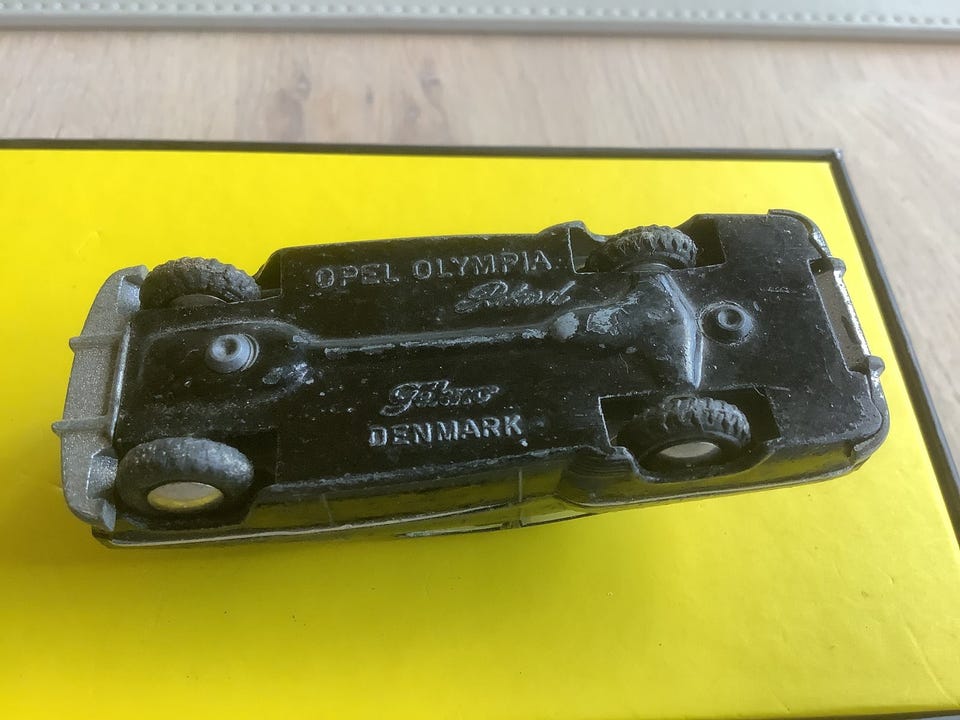 OPEL OLYMPIA
Rekord
Tekno
DENMARK